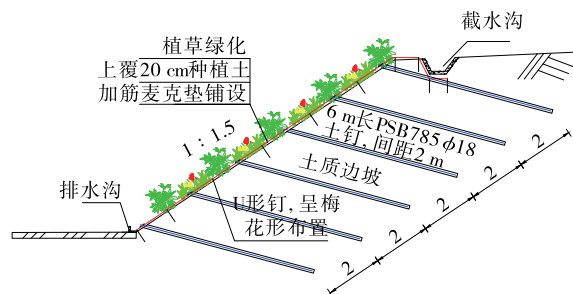 植草绿化
上覆20 cm种植土
加筋麦克垫铺设
截水沟
1：1.5
6 m长PSB785ϕ18
土钉, 间距2 m
土质边坡
排水沟
U形钉, 呈梅
花形布置
2
2
2
2
2